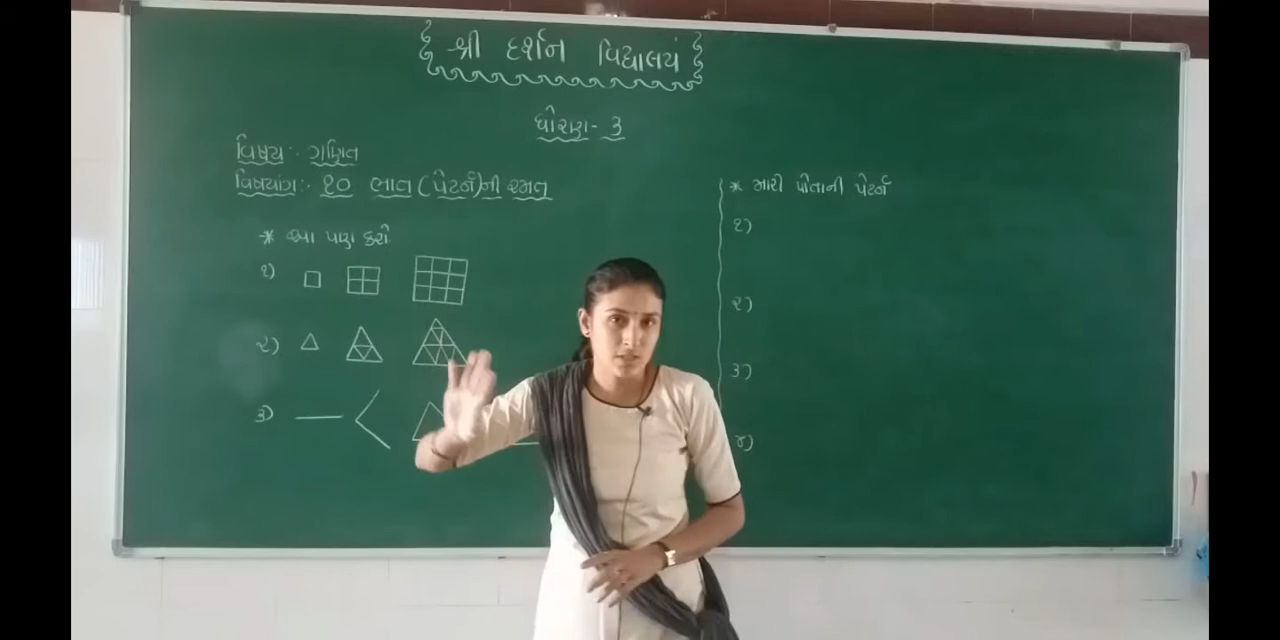 શ્રી દર્શન વિદ્યાલય
ધોરણ - ૩
વિષય :- ગણિત
વિષયાંગ :- ૧૦ ભાત (પેટર્ન)ની રમત
* આ પણ કરો
૧)
૨)
૩)
* મારી પોતાની પેટર્ન
૧)
૨)
૩)
૪)